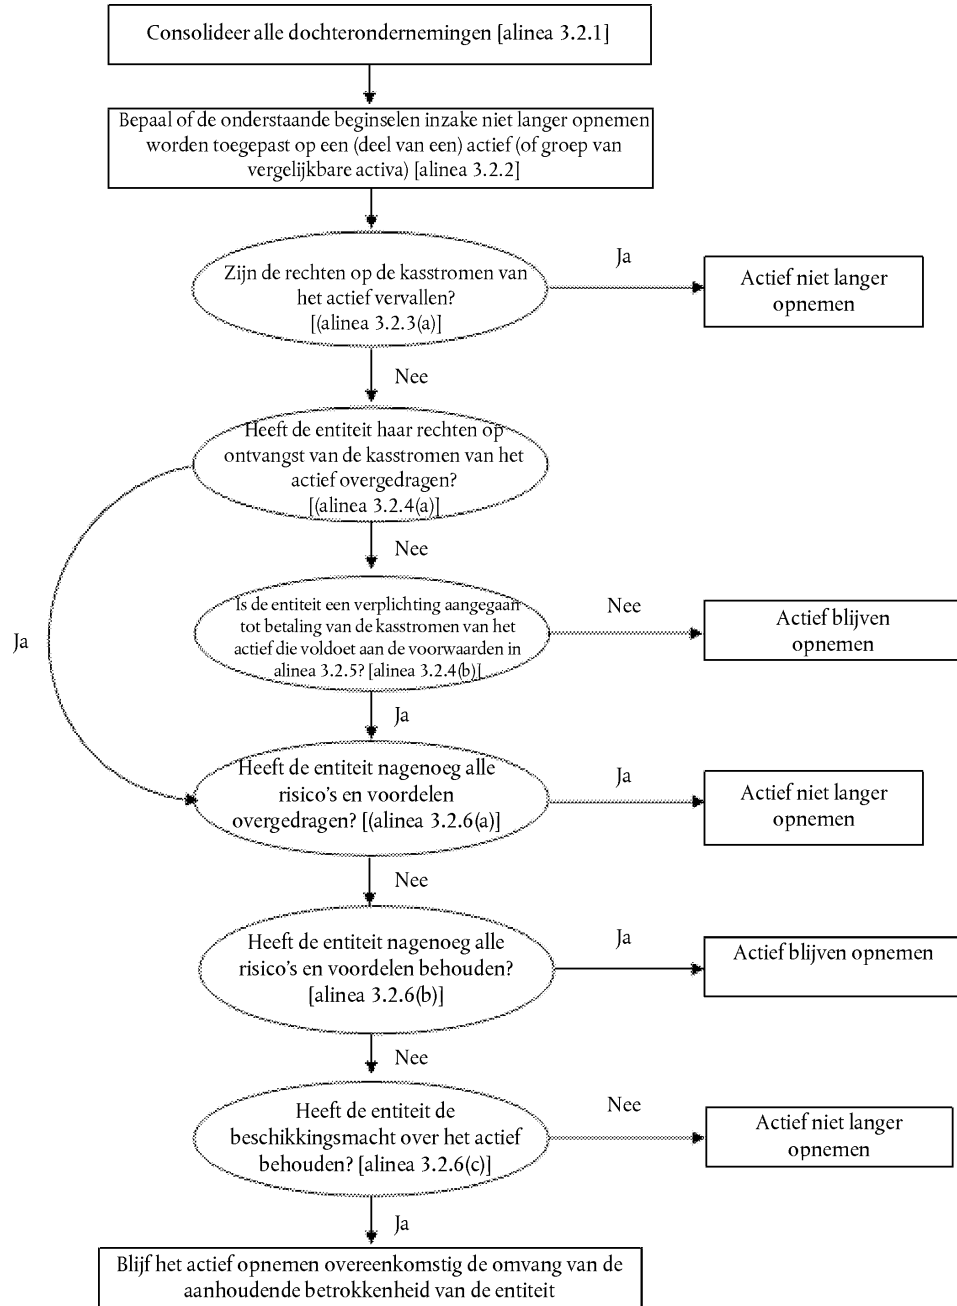 Consolideer alle dochterondernemingen [alinea 3.2.1]
Bepaal of de onderstaande beginselen inzake niet langer opnemen
worden toegepast op een (deel van een) actief (of groep van
vergelijkbare activa) [alinea 3.2.2]
Zijn de rechten op de kasstromen van
het actief vervallen?
[(alinea 3.2.3(a)]
Ja
Actief niet langer
opnemen
Nee
Heeft de entiteit haar rechten op
ontvangst van de kasstromen van het
actief overgedragen?
[(alinea 3.2.4(a)]
Nee
Ja
Is de entiteit een verplichting aangegaan
tot betaling van de kasstromen van het
actief die voldoet aan de voorwaarden in
alinea 3.2.5? [alinea 3.2.4(b)]
Nee
Actief blijven
opnemen
Ja
Heeft de entiteit nagenoeg alle
risico's en voordelen
overgedragen? [(alinea 3.2.6(a)]
Ja
Actief niet langer
opnemen
Nee
Heeft de entiteit nagenoeg alle
risico's en voordelen behouden?
[alinea 3.2.6(b)]
Ja
Actief blijven opnemen
Nee
Heeft de entiteit de
beschikkingsmacht over het actief
behouden? [alinea 3.2.6(c)]
Nee
Actief niet langer
opnemen
Ja
Blijf het actief opnemen overeenkomstig de omvang van de
aanhoudende betrokkenheid van de entiteit